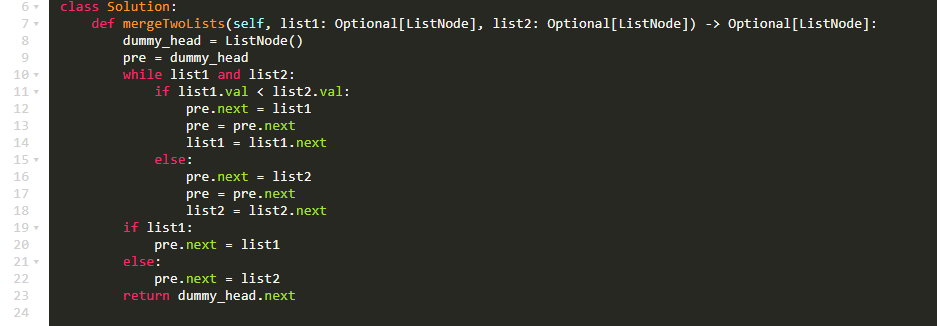 6 class Solution:
7     def mergeTwoLists(self, list1: Optional[ListNode], list2: Optional[ListNode]) -> Optional[ListNode]:
8         dummy_head = ListNode()
9         pre = dummy_head
10         while list1 and list2:
11             if list1.val < list2.val:
12                 pre.next = list1
13                 pre = pre.next
14                 list1 = list1.next
15             else:
16                 pre.next = list2
17                 pre = pre.next
18                 list2 = list2.next
19         if list1:
20             pre.next = list1
21         else:
22             pre.next = list2
23         return dummy_head.next
24